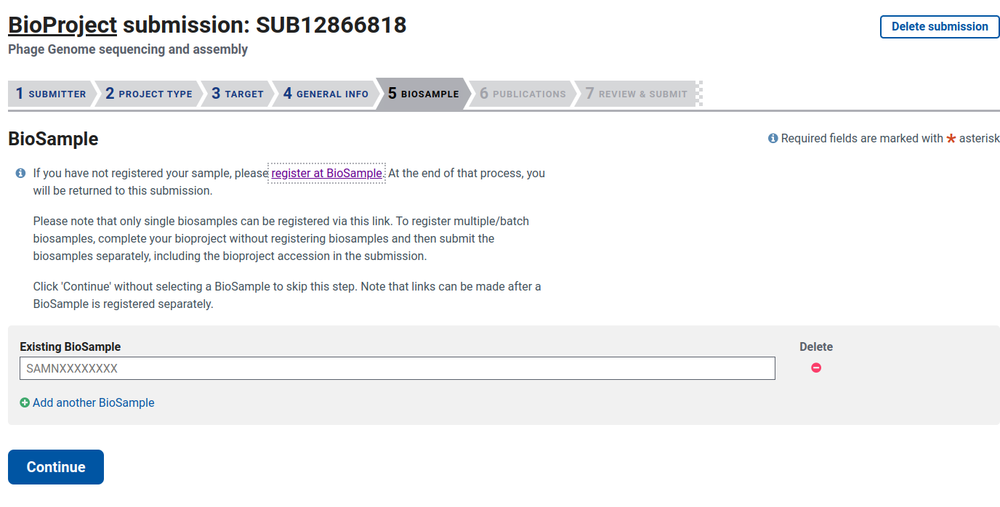 BioProject submission: SUB12866818
Delete submission
Phage Genome sequencing and assembly
1 SUBMITTER 2 PROJECT TYPE 3 TARGET 4 GENERAL INFO 5 BIOSAMPLE 6 PUBLICATIONS 7 REVIEW & SUBMIT
BioSample
Required fields are marked with * asterisk
If you have not registered your sample, please register at BioSample. At the end of that process, you
will be returned to this submission.
Please note that only single biosamples can be registered via this link. To register multiple/batch
biosamples, complete your bioproject without registering biosamples and then submit the
biosamples separately, including the bioproject accession in the submission.
Click 'Continue' without selecting a BioSample to skip this step. Note that links can be made after a
BioSample is registered separately.
Existing BioSample
Delete
SAMNXXXXXXXX
Add another BioSample
Continue